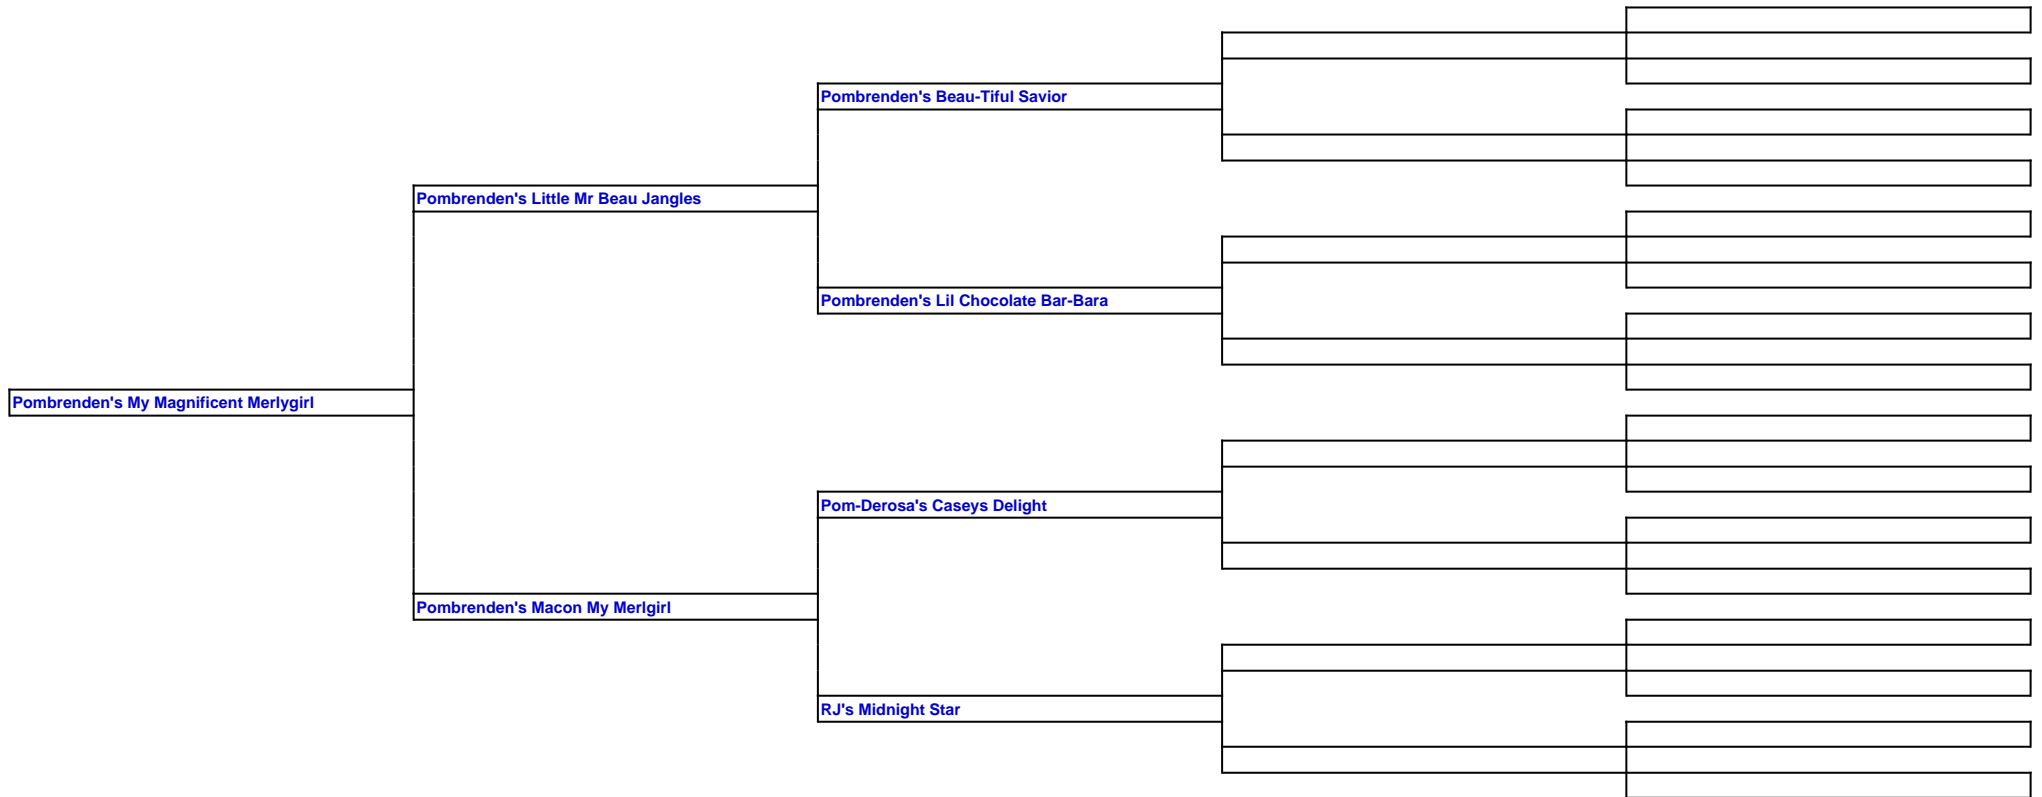 Pombrenden's Beau-Tiful Savior
Pombrenden's Little Mr Beau Jangles
Pombrenden's Lil Chocolate Bar-Bara
Pombrenden's My Magnificent Merlygirl
Pom-Derosa's Caseys Delight
Pombrenden's Macon My Merlgirl
RJ's Midnight Star